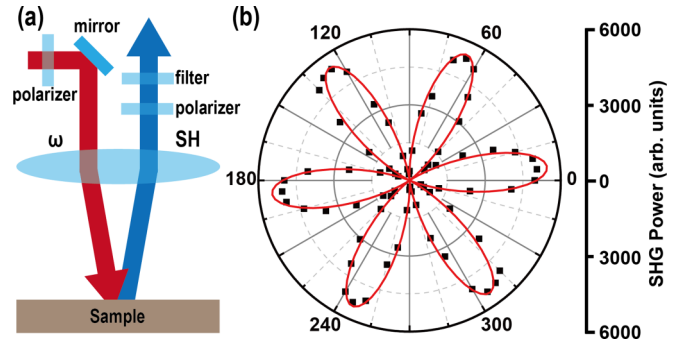 (a)
mirror
filter
polarizer
polarizer
ω
SH
Sample
(b)
120
60
180
0
240
300
6000
3000
0
3000
6000
SHG Power (arb. units)